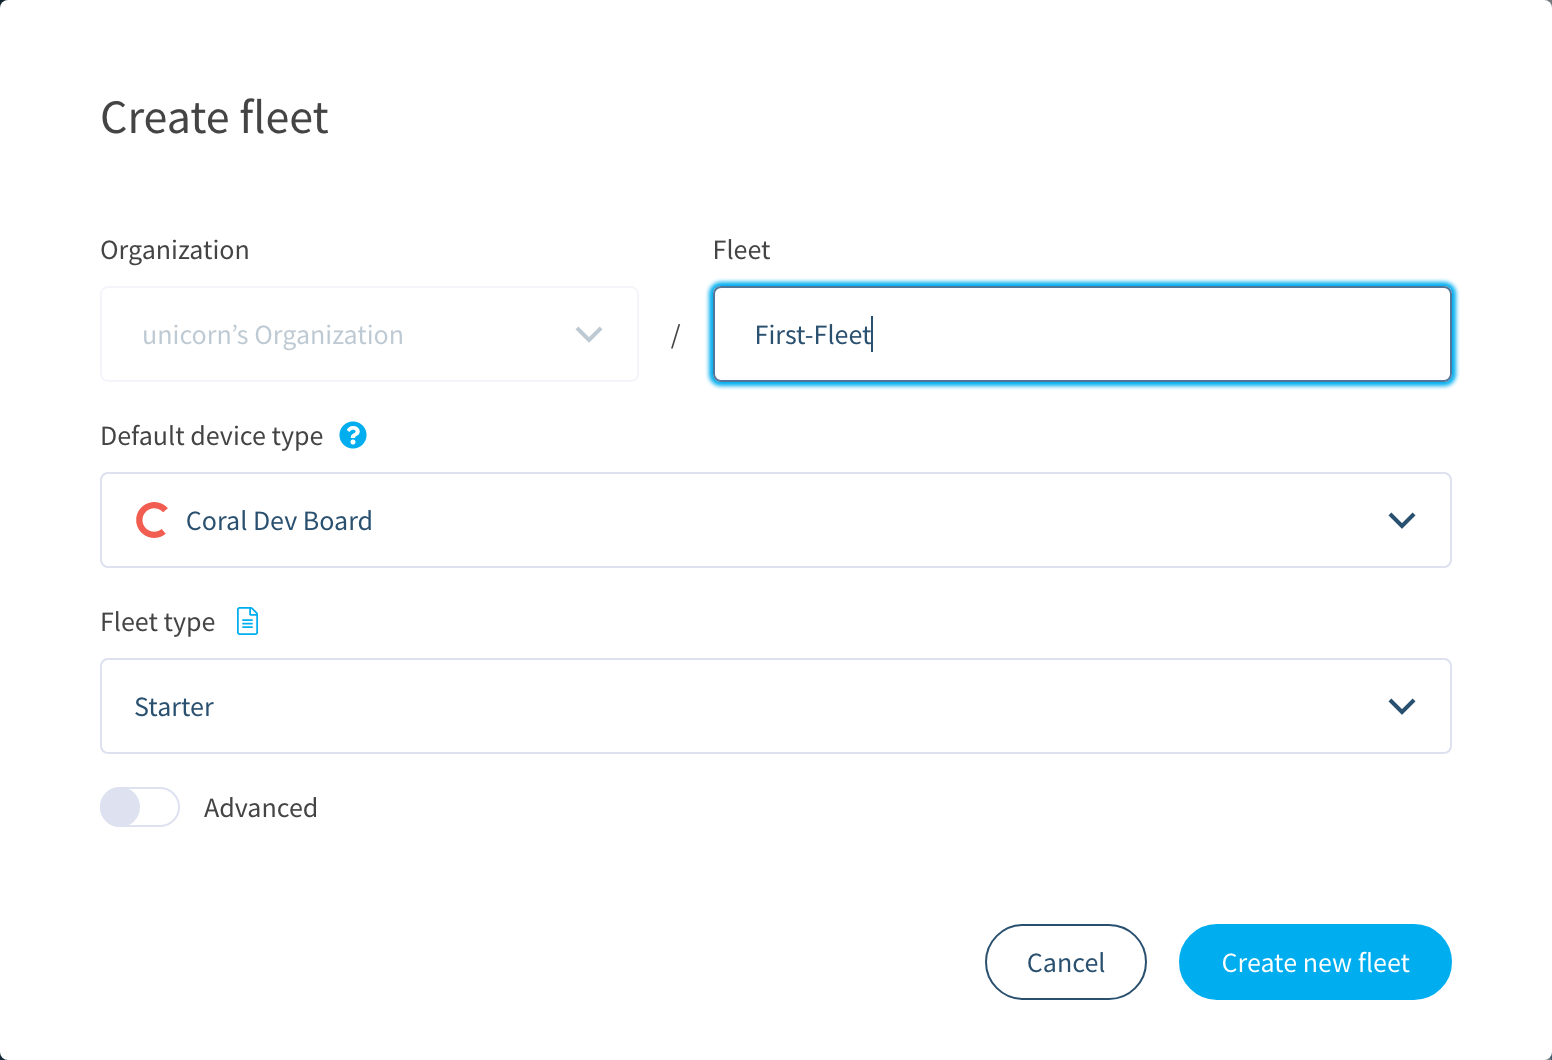 Create fleet
Organization
Fleet
unicorn’s Organization
/
First-Fleet
Default device type ?
Coral Dev Board
Fleet type
Starter
Advanced
Cancel
Create new fleet